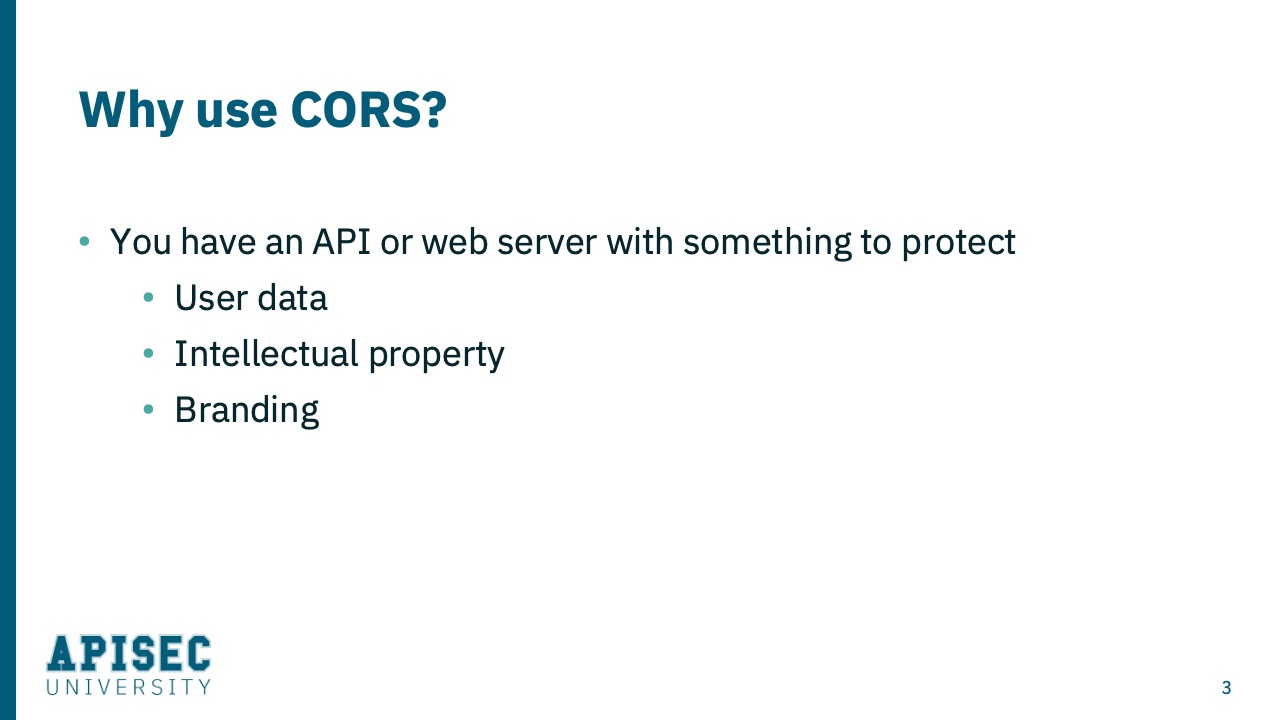 Why use CORS?
• You have an API or web server with something to protect
• User data
• Intellectual property
• Branding
APISEC
UNIVERSITY
3